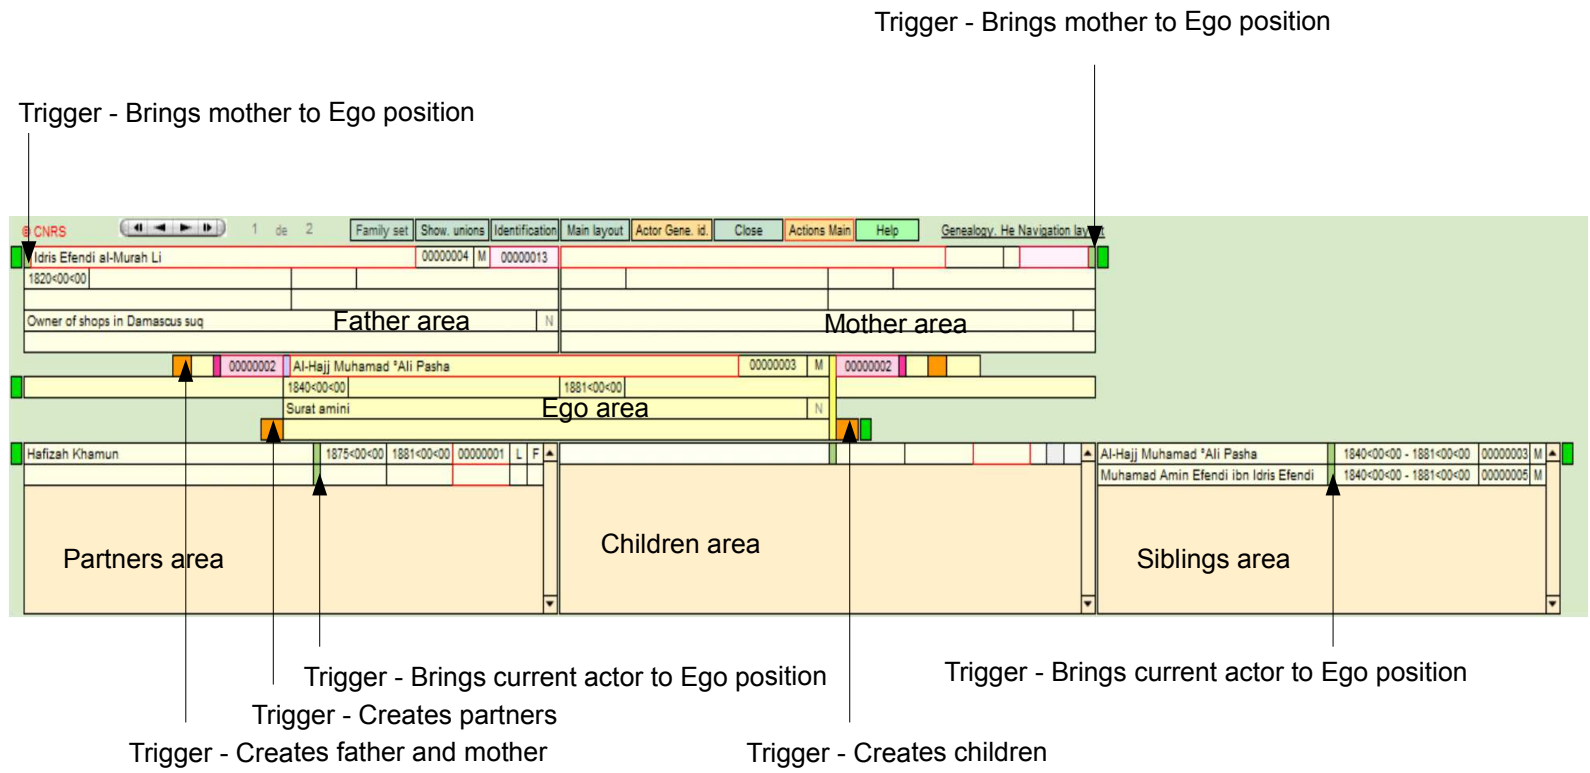 Trigger - Brings mother to Ego position
Trigger - Brings mother to Ego position
© CNRS 1 de 2 Family set Show. unions Identification Main layout Actor Gene. id. Close Actions Main Help Genealogy. He Navigation layout
Idris Efendi al-Murah Li 00000004 M 00000013
1820<00<00
Owner of shops in Damascus suq Father area N Mother area
00000002 Al-Hajj Muhamad °Ali Pasha 00000003 M 00000002
1840<00<00 1881<00<00
Surat amini Ego area N
Hafizah Khamun 1875<00<00 1881<00<00 00000001 L F Al-Hajj Muhamad °Ali Pasha 1840<00<00 - 1881<00<00 00000003 M
Muhamad Amin Efendi ibn Idris Efendi 1840<00<00 - 1881<00<00 00000005 M
Partners area Children area Siblings area
Trigger - Brings current actor to Ego position Trigger - Brings current actor to Ego position
Trigger - Creates partners
Trigger - Creates father and mother Trigger - Creates children